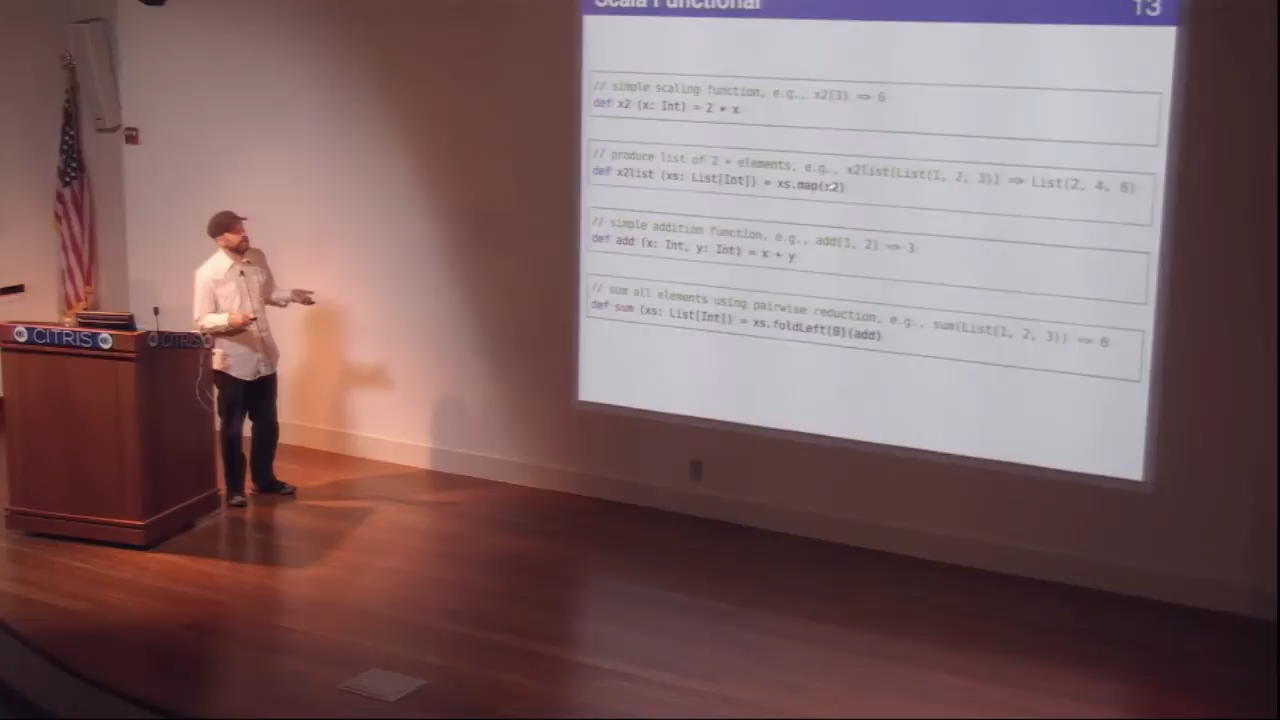 Scala Functional
13
// simple scaling function, e.g., x2(3) => 6
def x2 (x: Int) = 2 * x
// produce list of 2 * elements, e.g., x2list(List(1, 2, 3)) => List(2, 4, 6)
def x2list (xs: List[Int]) = xs.map(x2)
// simple addition function, e.g., add(1, 2) => 3
def add (x: Int, y: Int) = x + y
// sum all elements using pairwise reduction, e.g., sum(List(1, 2, 3)) => 6
def sum (xs: List[Int]) = xs.foldLeft(0)(add)
CITRIS
CITRIS